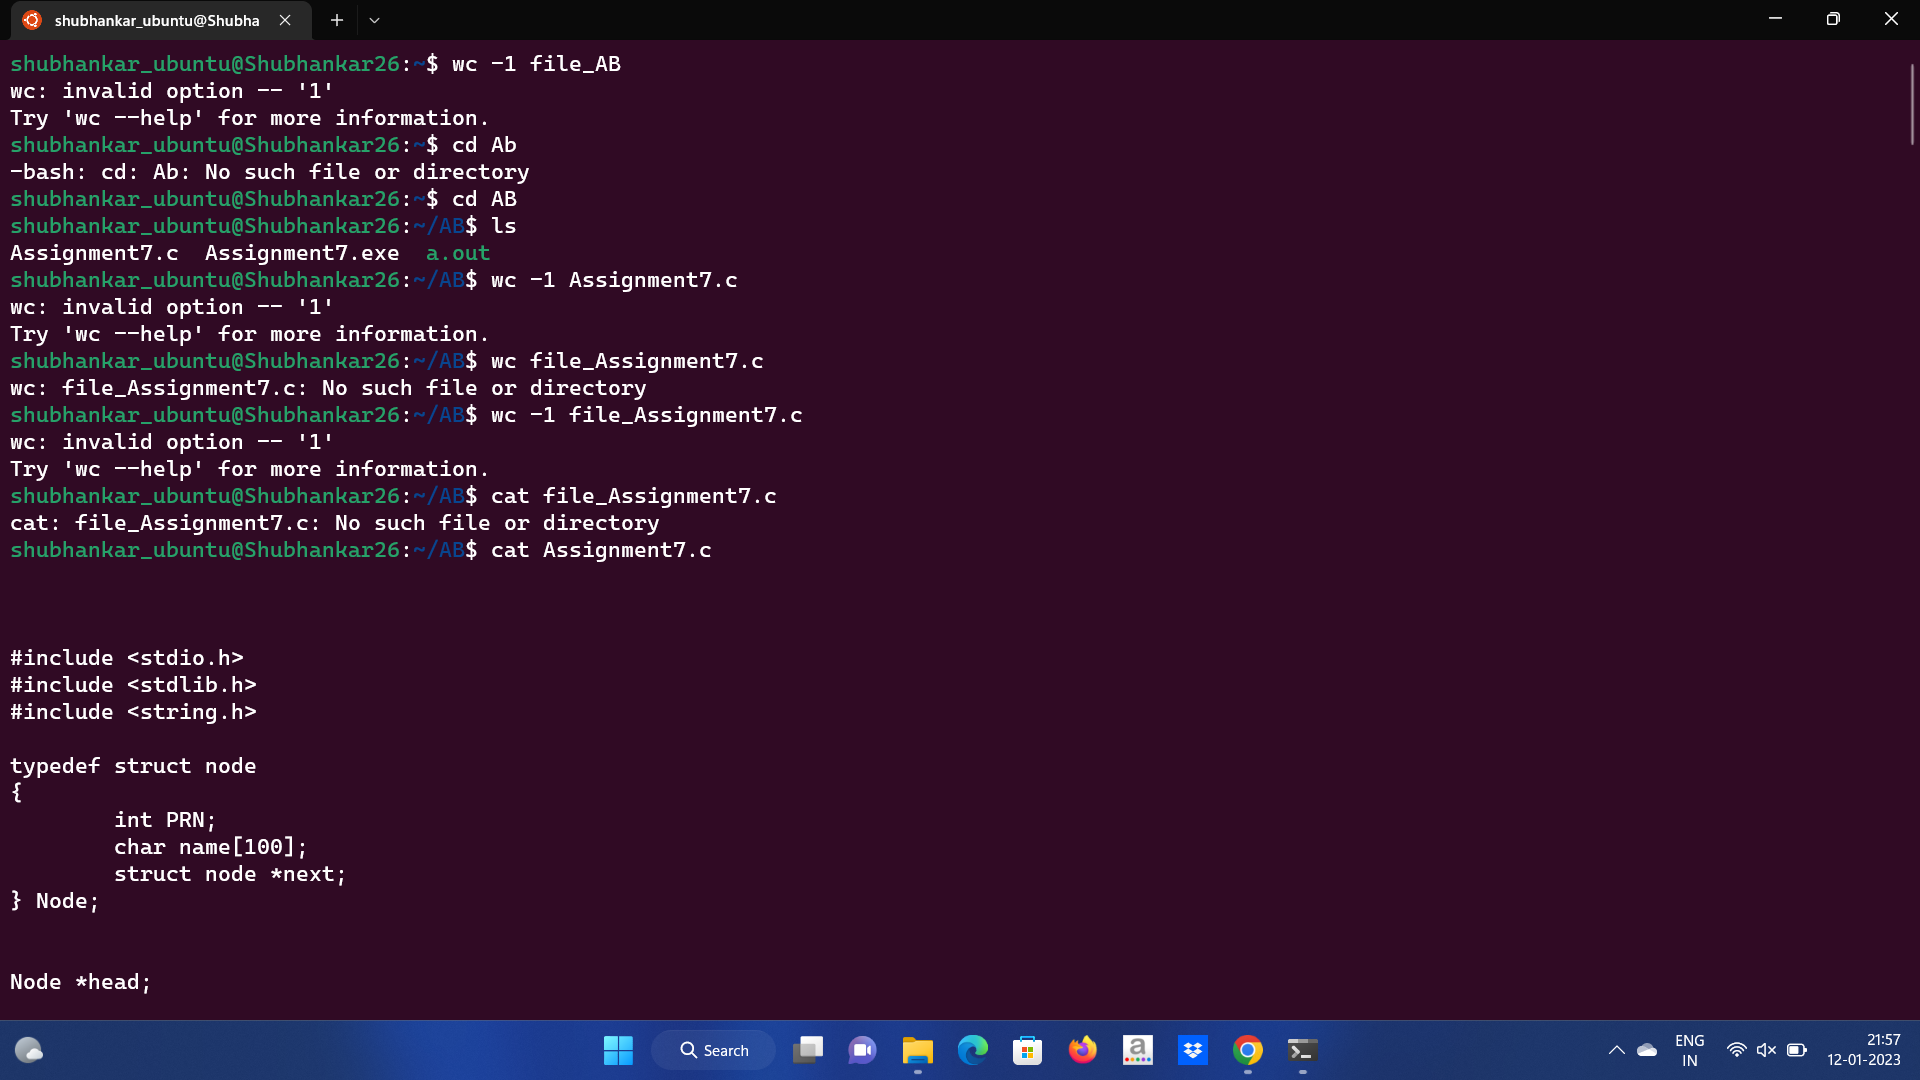 shubhankar_ubuntu@Shubha
shubhankar_ubuntu@Shubhankar26:~$ wc -1 file_AB
wc: invalid option -- '1'
Try 'wc --help' for more information.
shubhankar_ubuntu@Shubhankar26:~$ cd Ab
-bash: cd: Ab: No such file or directory
shubhankar_ubuntu@Shubhankar26:~$ cd AB
shubhankar_ubuntu@Shubhankar26:~/AB$ ls
Assignment7.c  Assignment7.exe  a.out
shubhankar_ubuntu@Shubhankar26:~/AB$ wc -1 Assignment7.c
wc: invalid option -- '1'
Try 'wc --help' for more information.
shubhankar_ubuntu@Shubhankar26:~/AB$ wc file_Assignment7.c
wc: file_Assignment7.c: No such file or directory
shubhankar_ubuntu@Shubhankar26:~/AB$ wc -1 file_Assignment7.c
wc: invalid option -- '1'
Try 'wc --help' for more information.
shubhankar_ubuntu@Shubhankar26:~/AB$ cat file_Assignment7.c
cat: file_Assignment7.c: No such file or directory
shubhankar_ubuntu@Shubhankar26:~/AB$ cat Assignment7.c
#include <stdio.h>
#include <stdlib.h>
#include <string.h>
typedef struct node
{
int PRN;
char name[100];
struct node *next;
} Node;
Node *head;
Search
a
ENG
IN
21:57
12-01-2023